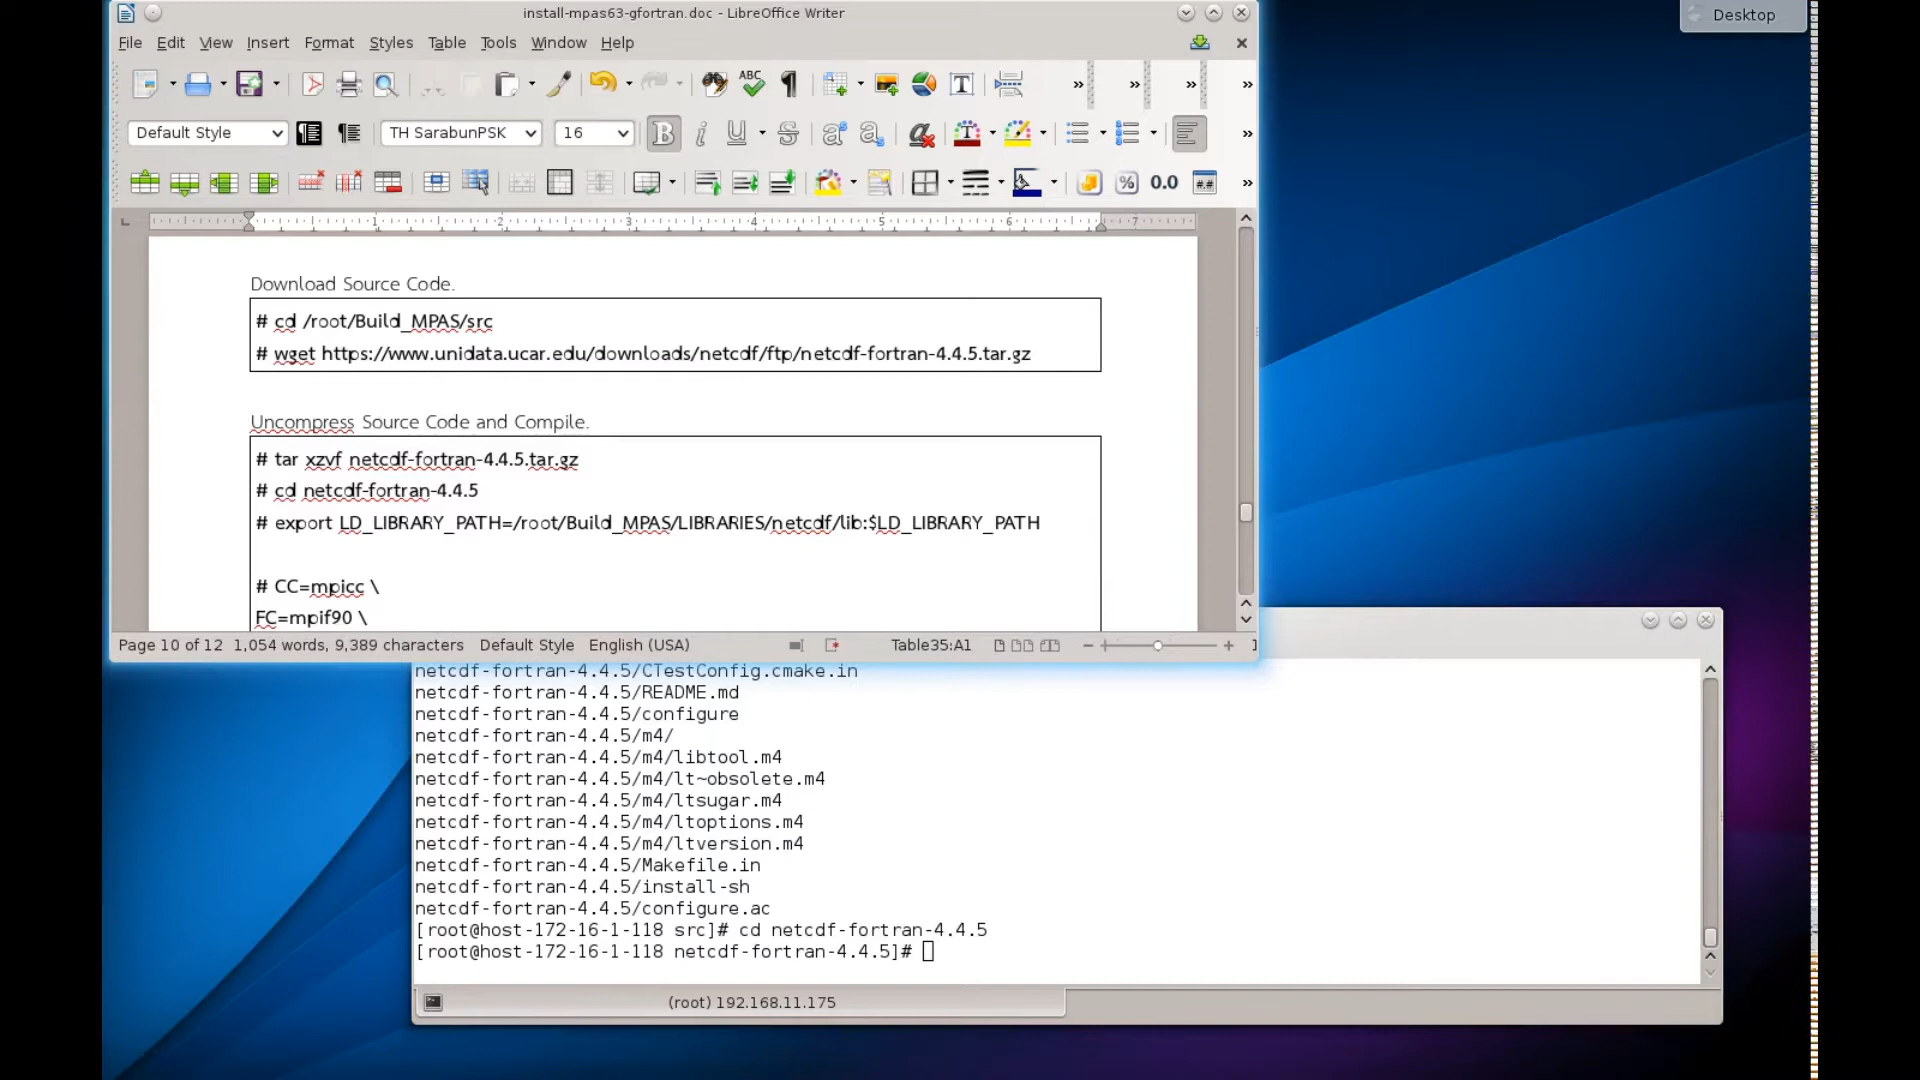 install-mpas63-gfortran.doc - LibreOffice Writer
Desktop
File Edit View Insert Format Styles Table Tools Window Help
ABC
Default Style TH SarabunPSK 16
% 0.0 #.#
1 2 3 4 5 6 7
Download Source Code.
# cd /root/Build_MPAS/src
# wget https://www.unidata.ucar.edu/downloads/netcdf/ftp/netcdf-fortran-4.4.5.tar.gz
Uncompress Source Code and Compile.
# tar xzvf netcdf-fortran-4.4.5.tar.gz
# cd netcdf-fortran-4.4.5
# export LD_LIBRARY_PATH=/root/Build_MPAS/LIBRARIES/netcdf/lib:$LD_LIBRARY_PATH
# CC=mpicc \
FC=mpif90 \
Page 10 of 12 1,054 words, 9,389 characters Default Style English (USA) Table35:A1
netcdf-fortran-4.4.5/CTestConfig.cmake.in
netcdf-fortran-4.4.5/README.md
netcdf-fortran-4.4.5/configure
netcdf-fortran-4.4.5/m4/
netcdf-fortran-4.4.5/m4/libtool.m4
netcdf-fortran-4.4.5/m4/lt~obsolete.m4
netcdf-fortran-4.4.5/m4/ltsugar.m4
netcdf-fortran-4.4.5/m4/ltoptions.m4
netcdf-fortran-4.4.5/m4/ltversion.m4
netcdf-fortran-4.4.5/Makefile.in
netcdf-fortran-4.4.5/install-sh
netcdf-fortran-4.4.5/configure.ac
[root@host-172-16-1-118 src]# cd netcdf-fortran-4.4.5
[root@host-172-16-1-118 netcdf-fortran-4.4.5]#
(root) 192.168.11.175